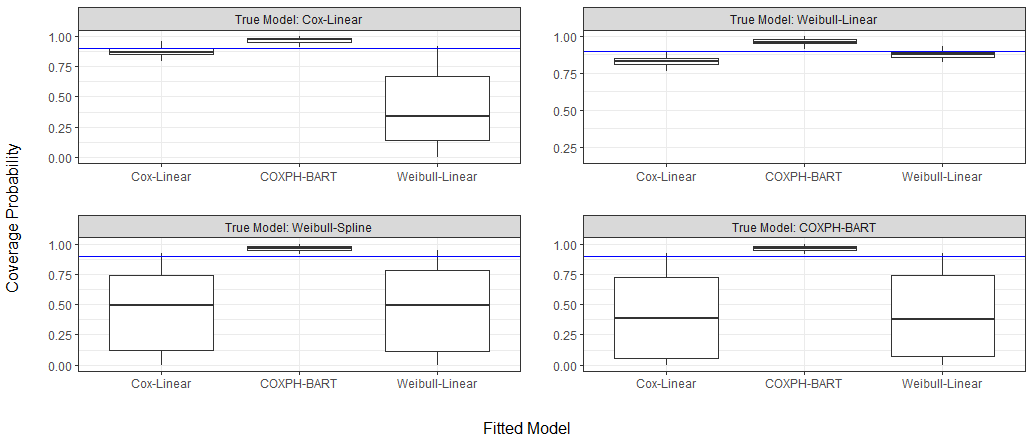 True Model: Cox-Linear
1.00
0.75
0.50
0.25
0.00
Cox-Linear COXPH-BART Weibull-Linear
True Model: Weibull-Linear
1.00
0.75
0.50
0.25
Cox-Linear COXPH-BART Weibull-Linear
Coverage Probability
True Model: Weibull-Spline
1.00
0.75
0.50
0.25
0.00
Cox-Linear COXPH-BART Weibull-Linear
True Model: COXPH-BART
1.00
0.75
0.50
0.25
0.00
Cox-Linear COXPH-BART Weibull-Linear
Fitted Model